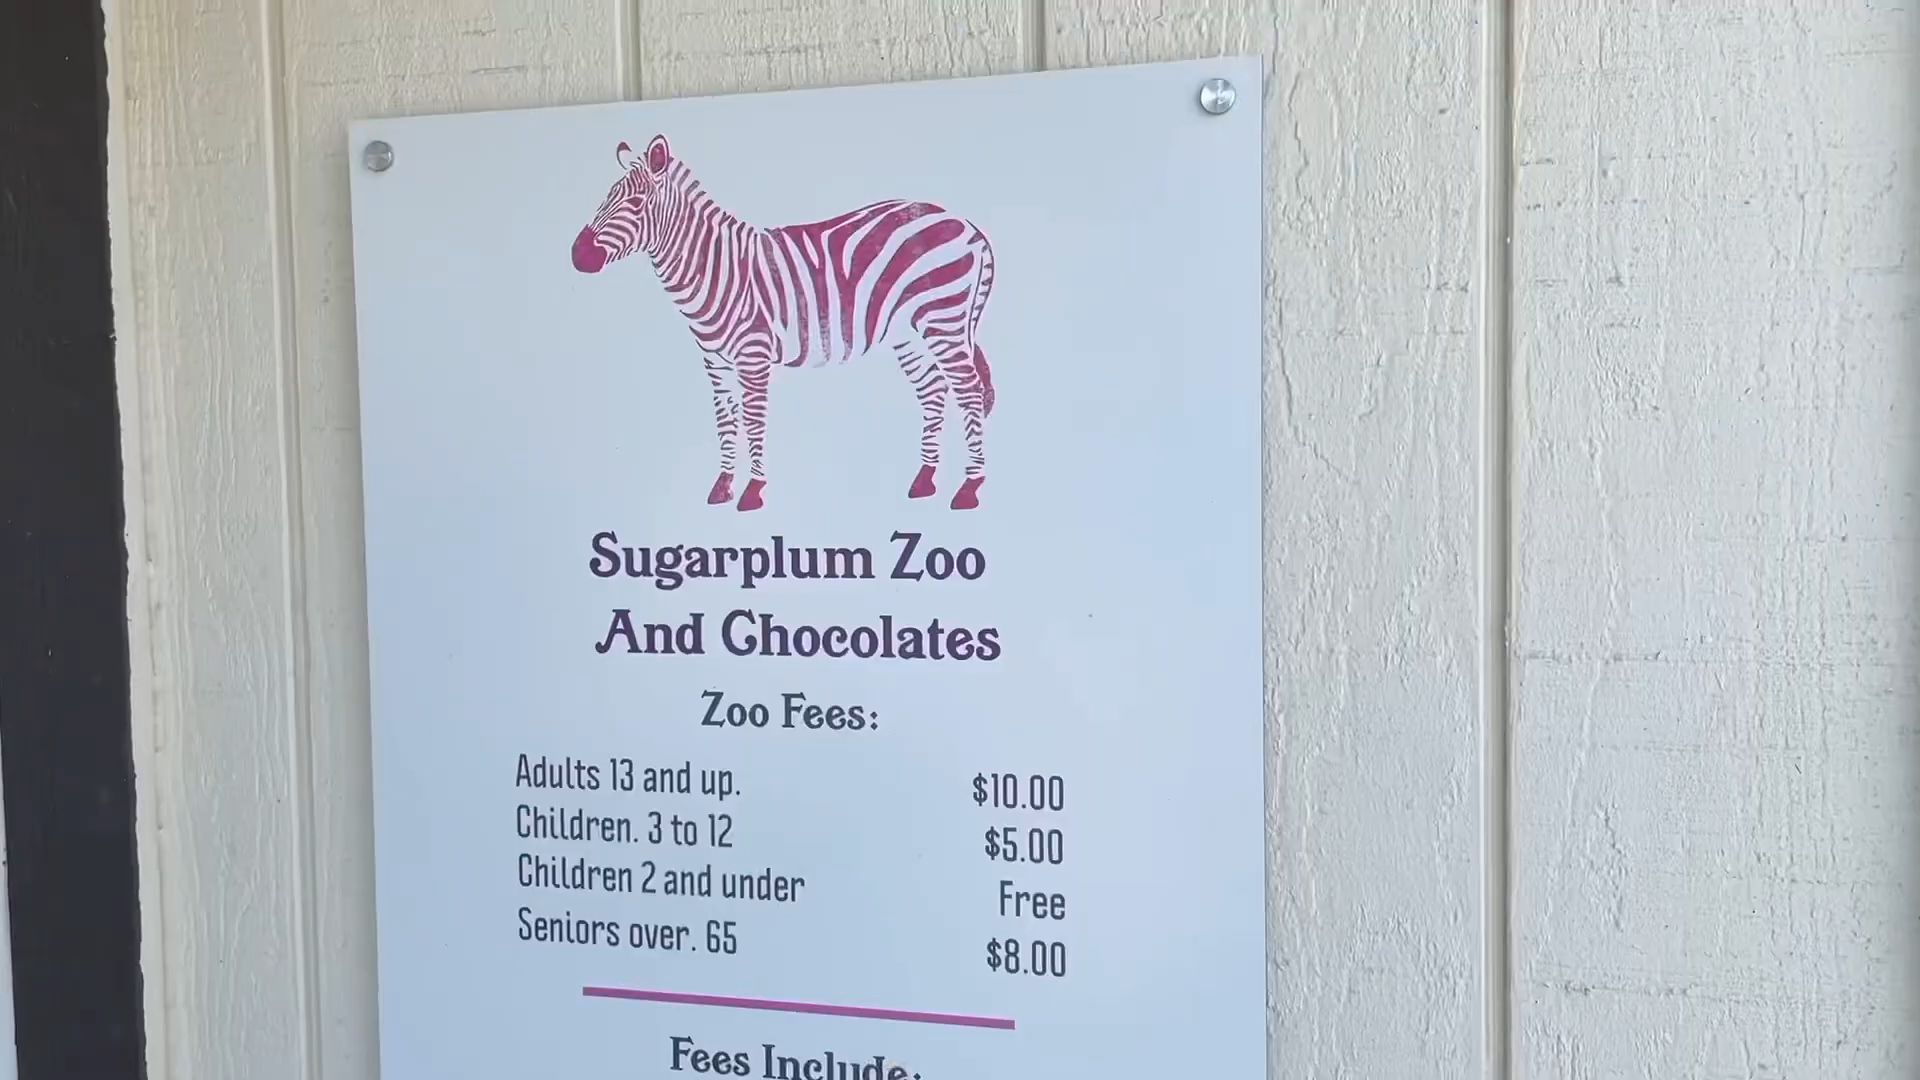 Sugarplum Zoo
And Chocolates
Zoo Fees:
Adults 13 and up. $10.00
Children. 3 to 12 $5.00
Children 2 and under Free
Seniors over. 65 $8.00
Fees Include: